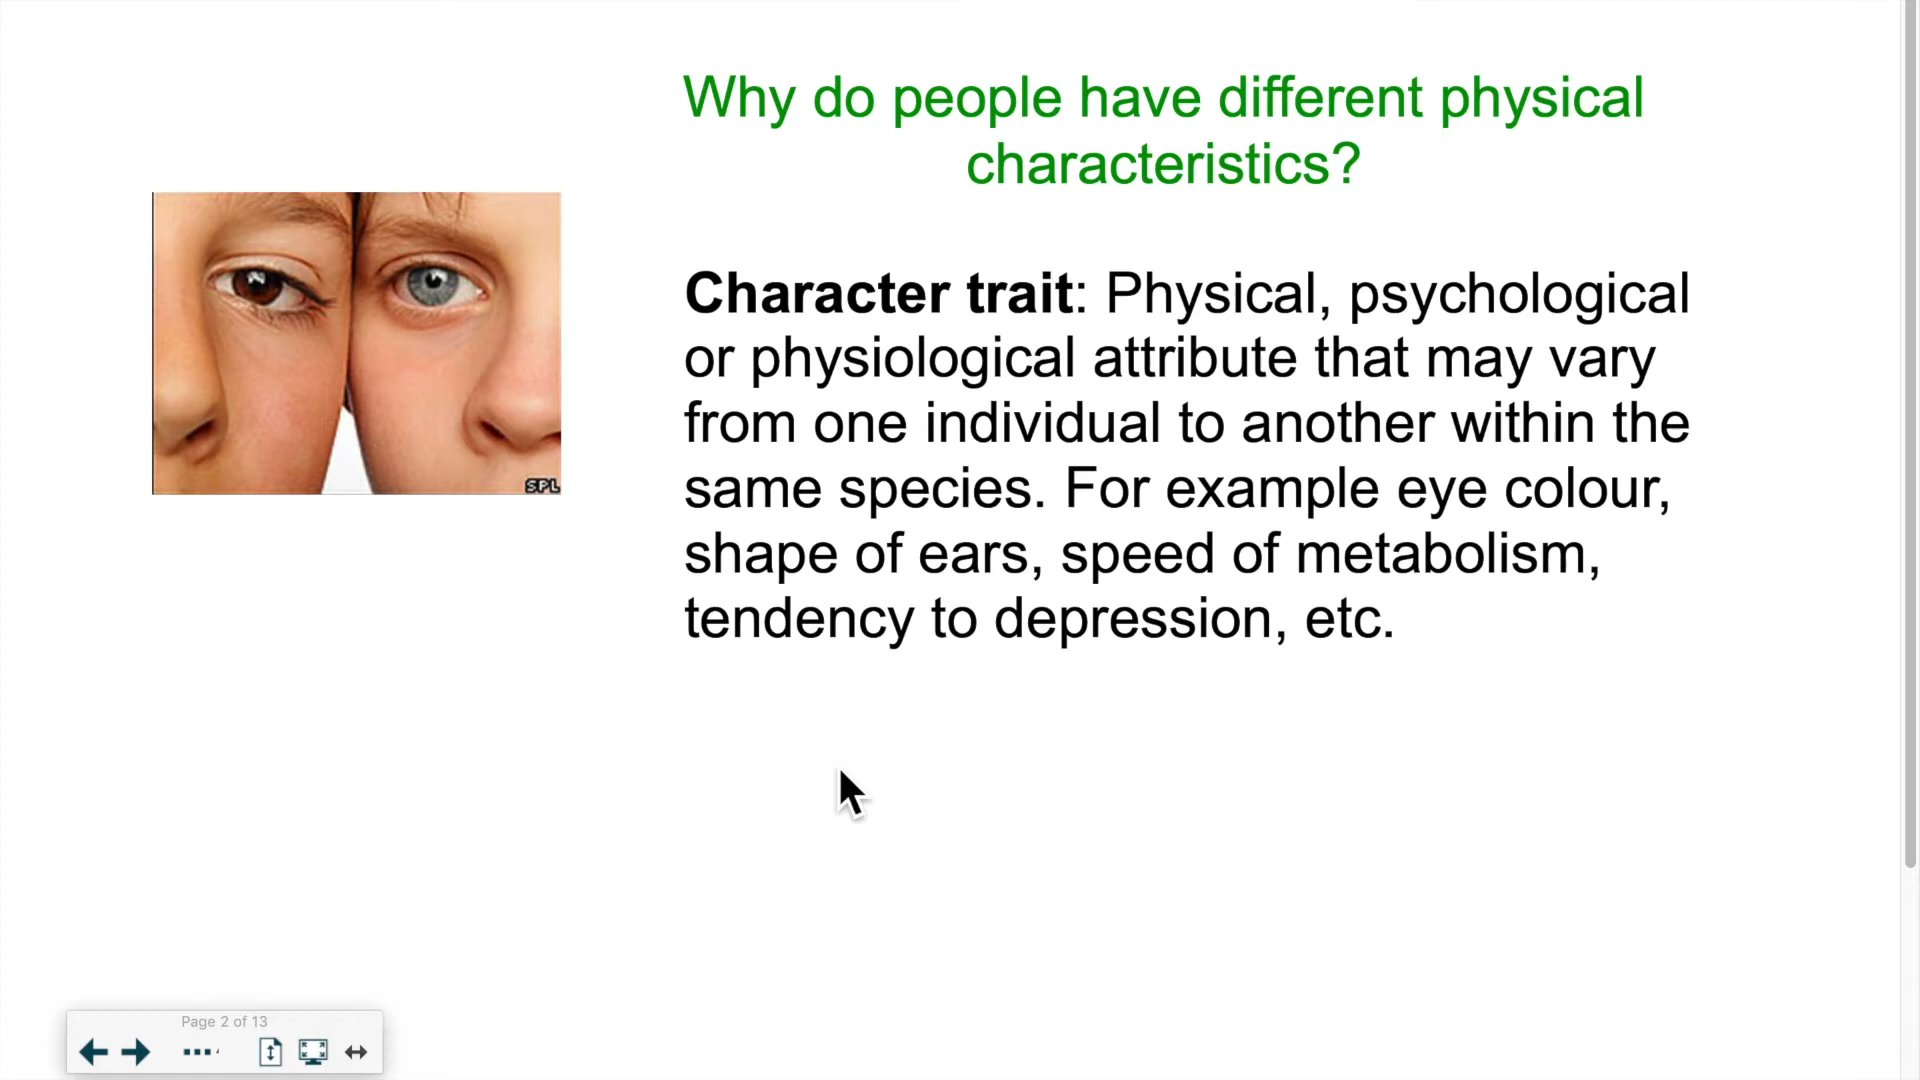 Why do people have different physical
characteristics?
SPL
Character trait: Physical, psychological
or physiological attribute that may vary
from one individual to another within the
same species. For example eye colour,
shape of ears, speed of metabolism,
tendency to depression, etc.
Page 2 of 13